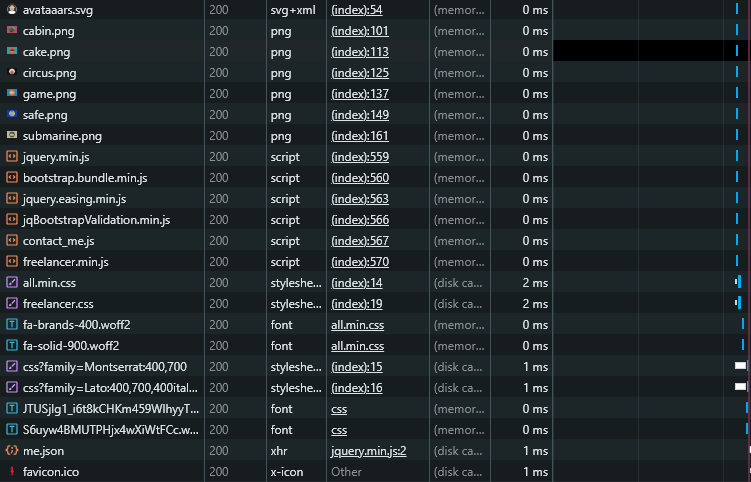 avataaars.svg 200 svg+xml (index):54 (memor... 0 ms
cabin.png 200 png (index):101 (memor... 0 ms
cake.png 200 png (index):113 (memor... 0 ms
circus.png 200 png (index):125 (memor... 0 ms
game.png 200 png (index):137 (memor... 0 ms
safe.png 200 png (index):149 (memor... 0 ms
submarine.png 200 png (index):161 (memor... 0 ms
jquery.min.js 200 script (index):559 (memor... 0 ms
bootstrap.bundle.min.js 200 script (index):560 (memor... 0 ms
jquery.easing.min.js 200 script (index):563 (memor... 0 ms
jqBootstrapValidation.min.js 200 script (index):566 (memor... 0 ms
contact_me.js 200 script (index):567 (memor... 0 ms
freelancer.min.js 200 script (index):570 (memor... 0 ms
all.min.css 200 styleshe... (index):14 (disk ca... 2 ms
freelancer.css 200 styleshe... (index):19 (disk ca... 2 ms
fa-brands-400.woff2 200 font all.min.css (memor... 0 ms
fa-solid-900.woff2 200 font all.min.css (memor... 0 ms
css?family=Montserrat:400,700 200 styleshe... (index):15 (disk ca... 1 ms
css?family=Lato:400,700,400ital... 200 styleshe... (index):16 (disk ca... 1 ms
JTUSjIg1_i6t8kCHKm459WlhyyT... 200 font css (memor... 0 ms
S6uyw4BMUTPHjx4wXiWtFCc.w... 200 font css (memor... 0 ms
me.json 200 xhr jquery.min.js:2 (disk ca... 1 ms
favicon.ico 200 x-icon Other (disk ca... 1 ms